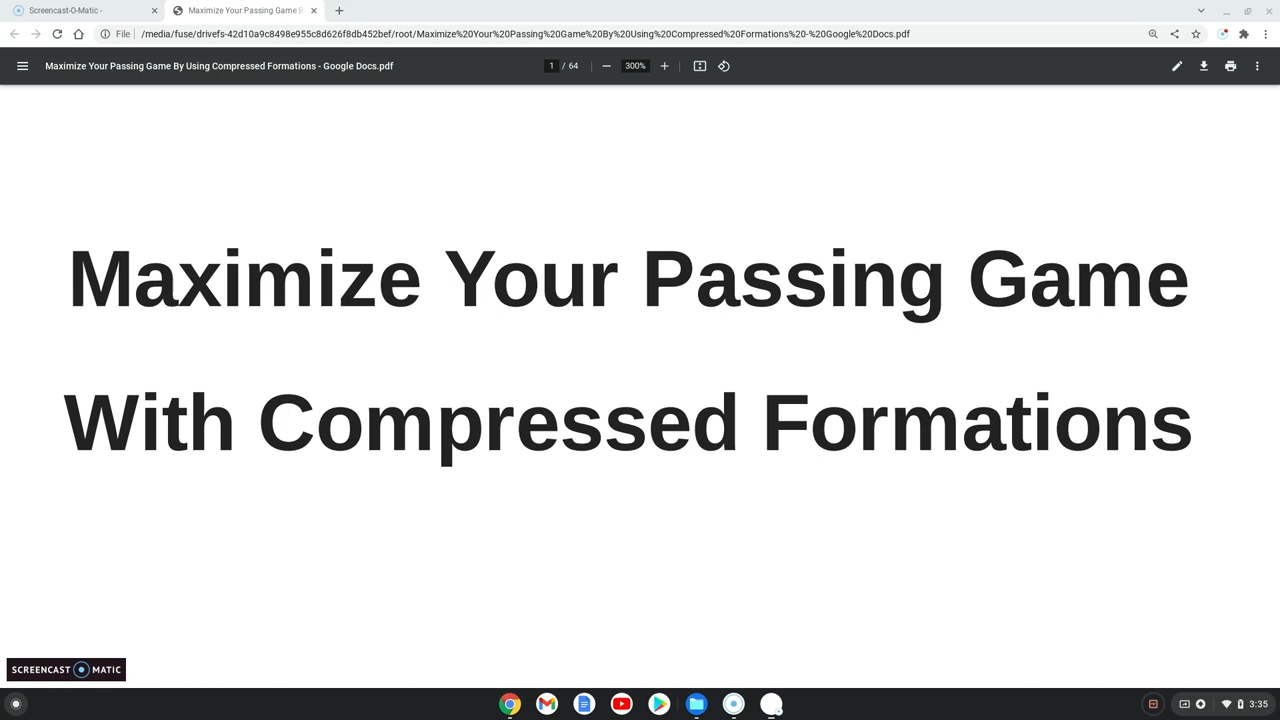 Screencast-O-Matic -
Maximize Your Passing Game B
File
/media/fuse/drivefs-42d10a9c8498e955c8d626f8db452bef/root/Maximize%20Your%20Passing%20Game%20By%20Using%20Compressed%20Formations%20-%20Google%20Docs.pdf
Maximize Your Passing Game By Using Compressed Formations - Google Docs.pdf
1 / 64
300%
Maximize Your Passing Game
With Compressed Formations
SCREENCAST MATIC
3:35